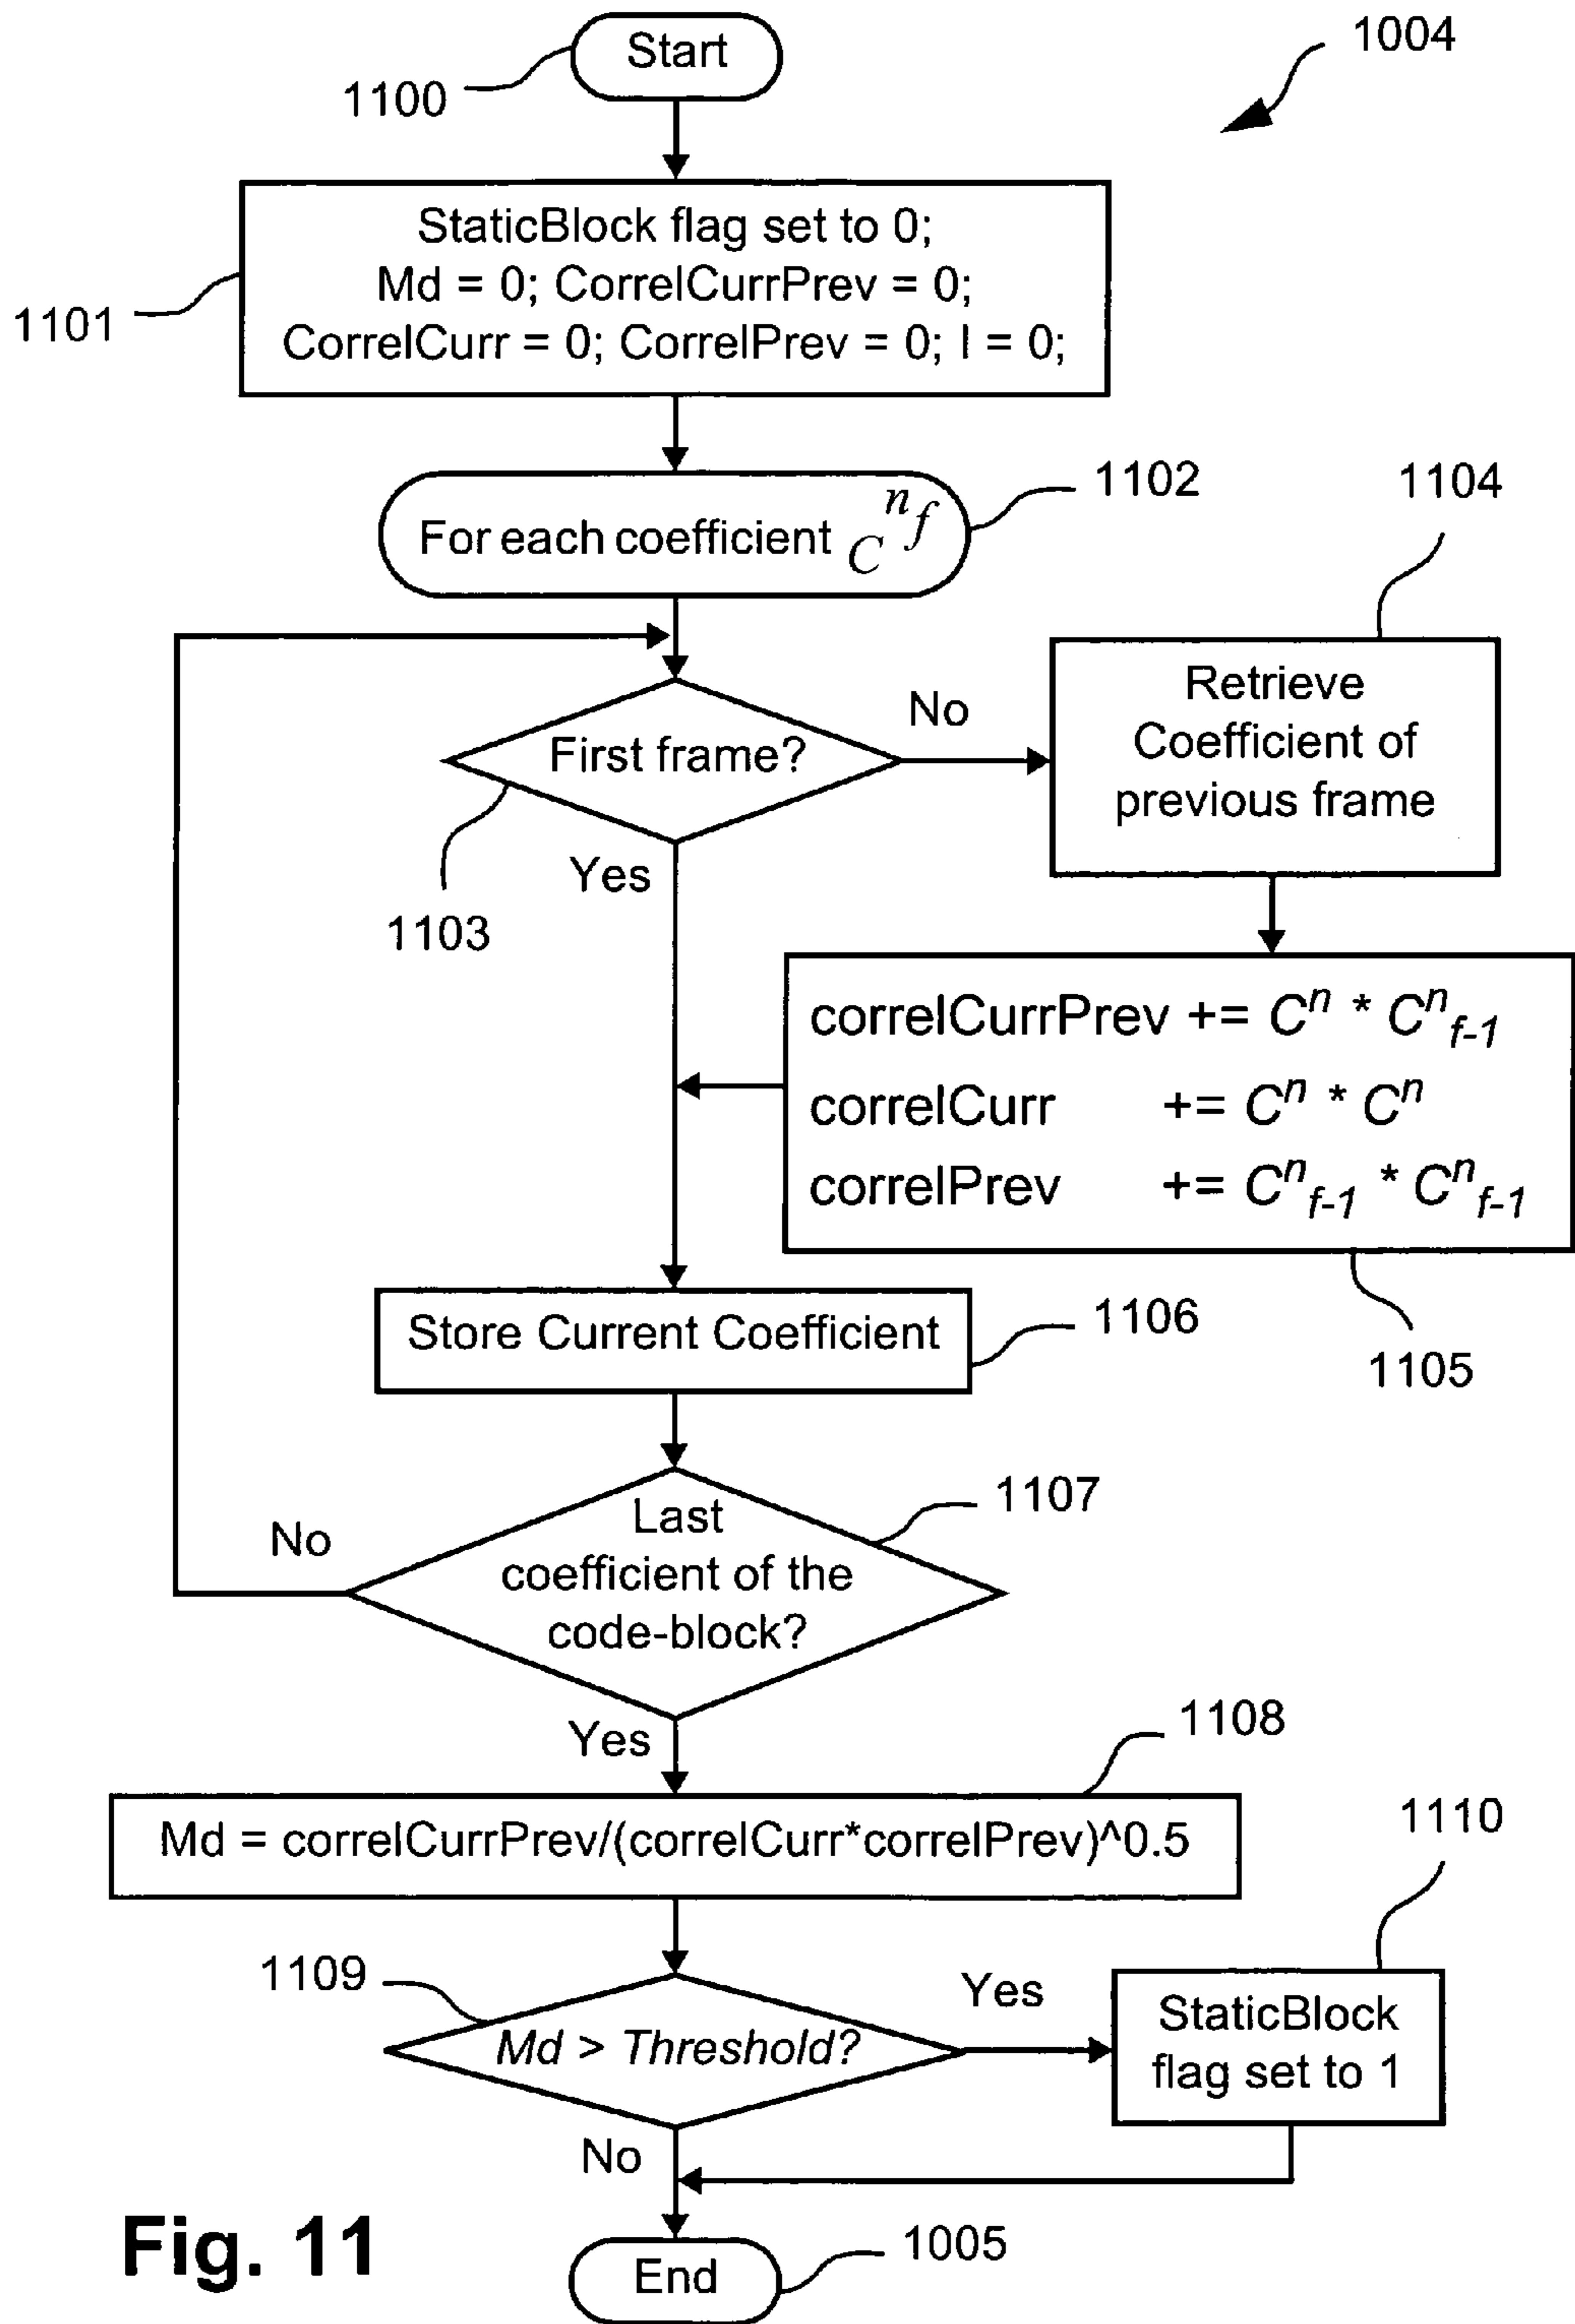 Start
1004
1100
StaticBlock flag set to 0;
Md = 0; CorrelCurrPrev = 0;
CorrelCurr = 0; CorrelPrev = 0; I = 0;
1101
For each coefficient C^n_f
1102
1104
First frame?
No
Yes
1103
Retrieve
Coefficient of
previous frame
correlCurrPrev += C^n * C^n_{f-1}
correlCurr += C^n * C^n
correlPrev += C^n_{f-1} * C^n_{f-1}
1105
Store Current Coefficient
1106
Last
coefficient of the
code-block?
1107
No
Yes
1108
Md = correlCurrPrev/(correlCurr*correlPrev)^0.5
1110
1109
Md > Threshold?
Yes
StaticBlock
flag set to 1
No
End
1005
Fig. 11